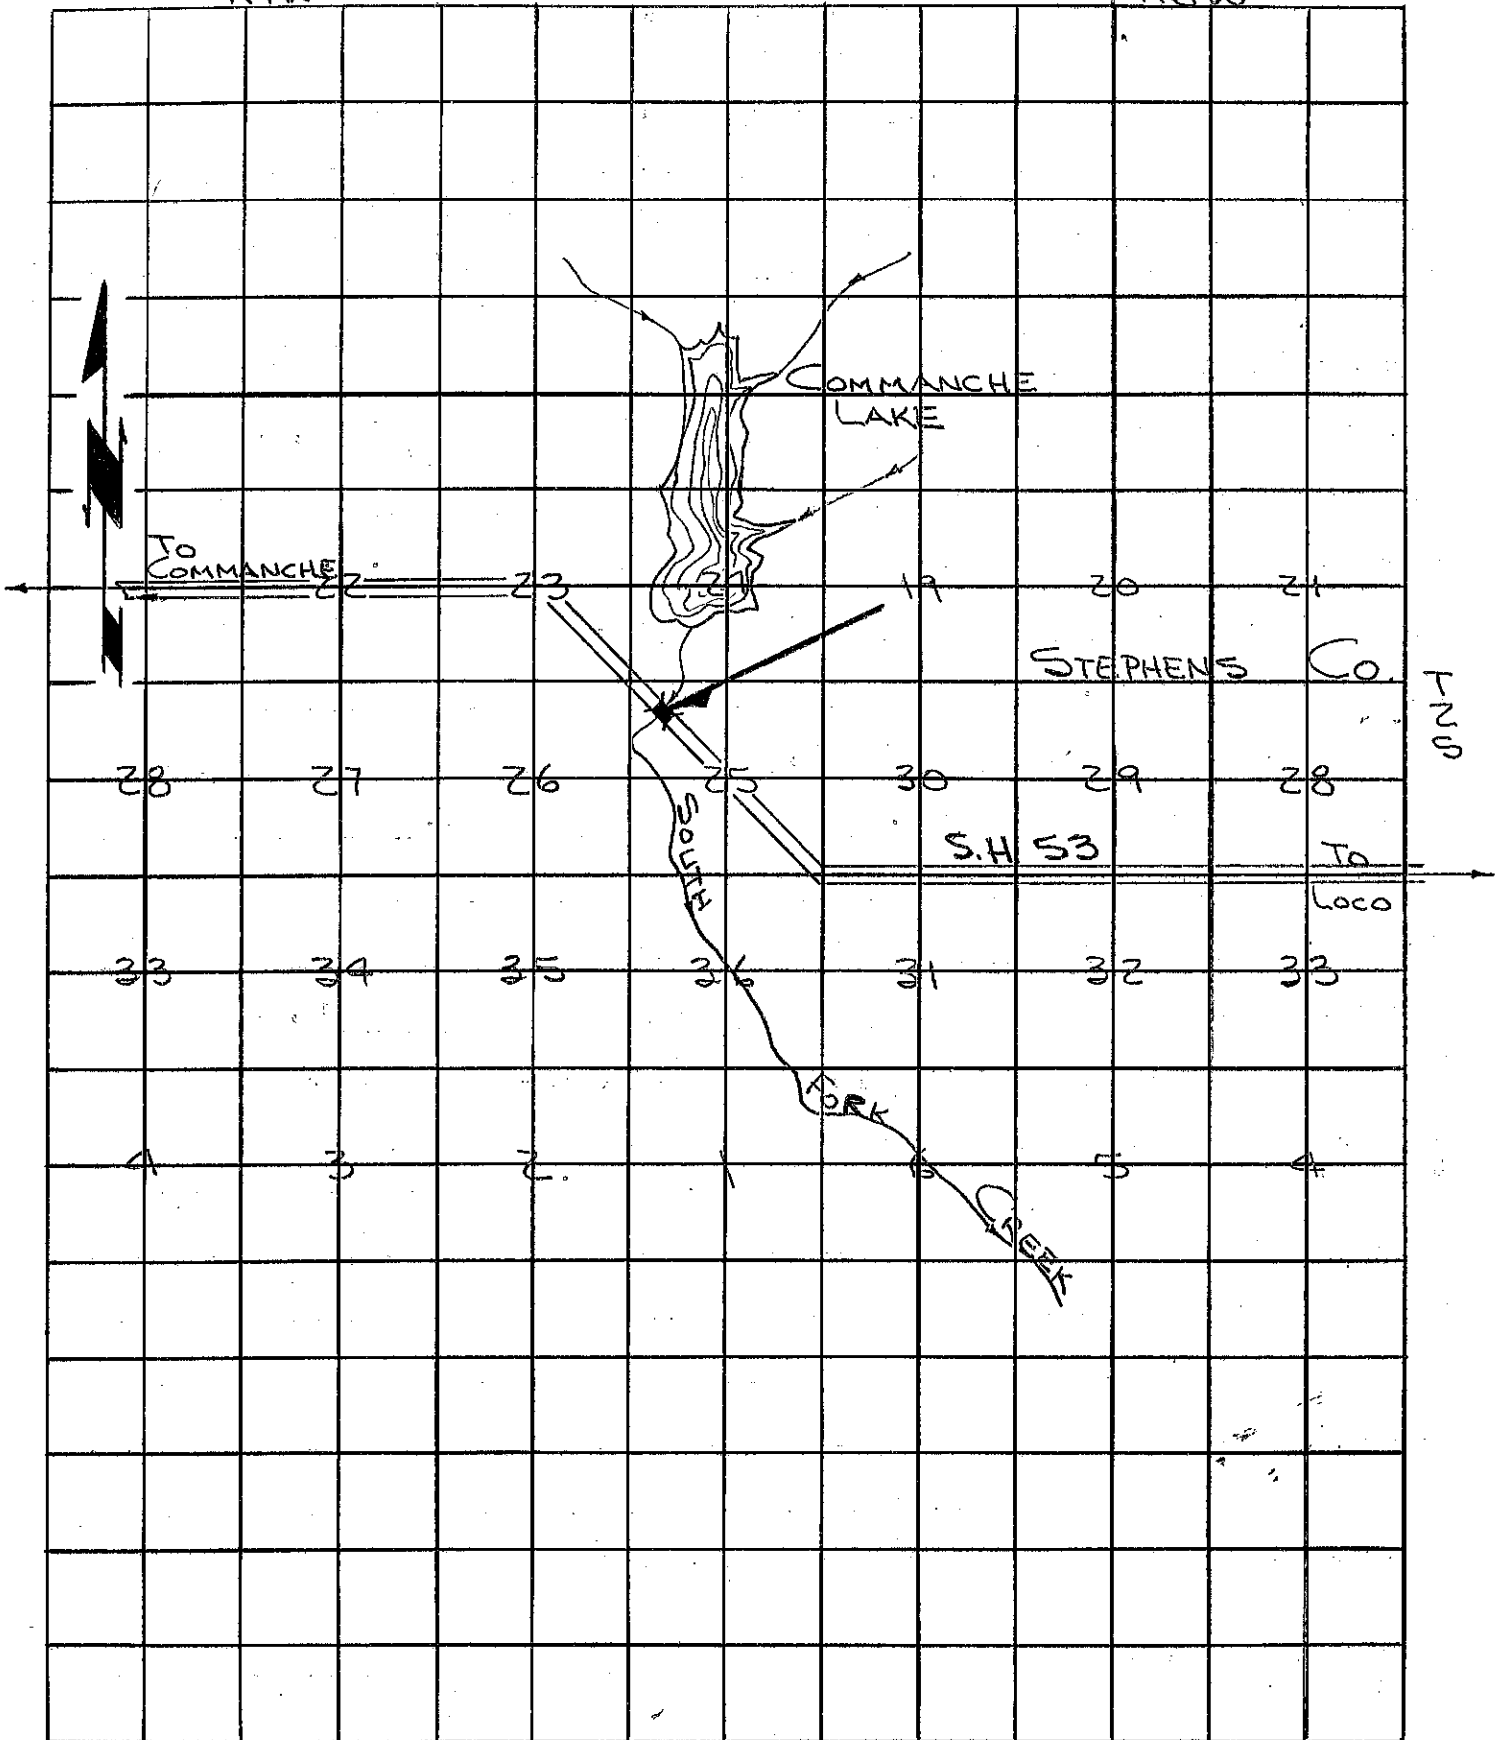 COMMANCHE
LAKE
TO
COMMANCHE
22 23 24 19 20 21
STEPHENS CO.
T2S
28 27 26 25 30 29 28
SOUTH
S.H 53
TO
LOCO
33 34 35 36 31 32 33
FORK
4 3 2 1 6 5 4
CREEK